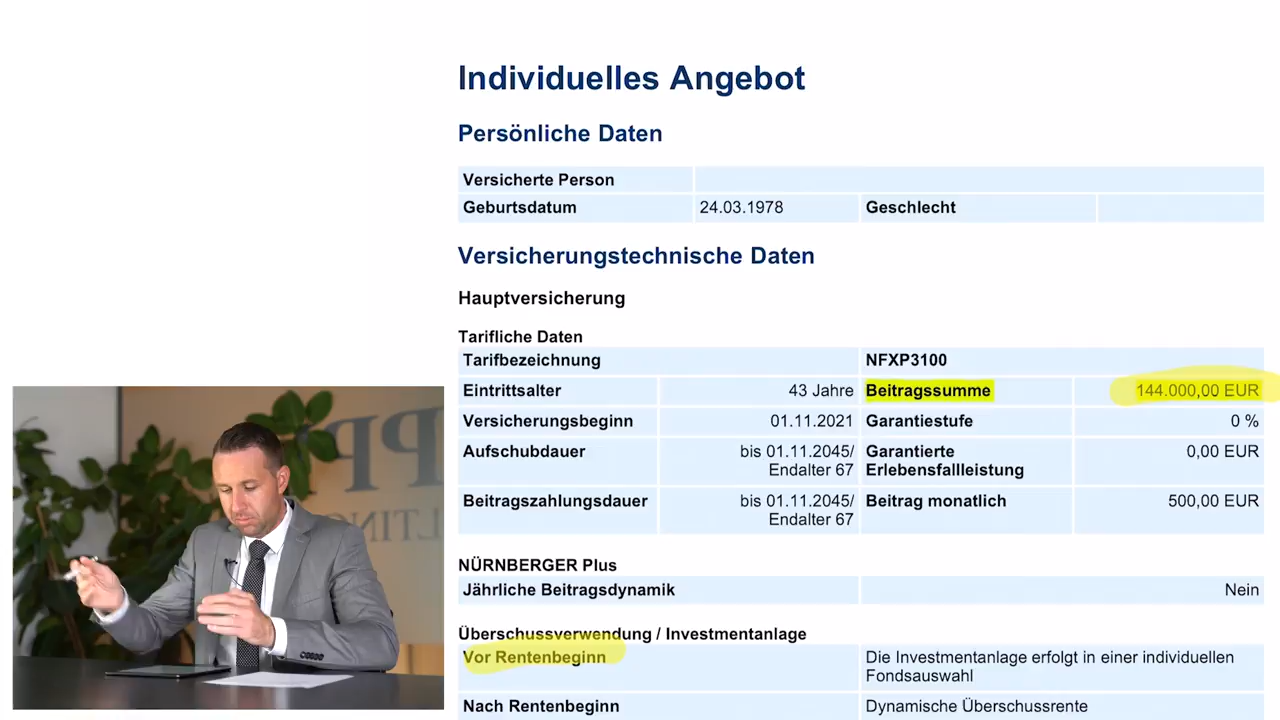 Individuelles Angebot
Persönliche Daten
Versicherte Person
Geburtsdatum 24.03.1978 Geschlecht
Versicherungstechnische Daten
Hauptversicherung
Tarifliche Daten
Tarifbezeichnung NFXP3100
Eintrittsalter 43 Jahre Beitragssumme 144.000,00 EUR
Versicherungsbeginn 01.11.2021 Garantiestufe 0 %
Aufschubdauer bis 01.11.2045/ Garantierte 0,00 EUR
Endalter 67 Erlebensfallleistung
Beitragszahlungsdauer bis 01.11.2045/ Beitrag monatlich 500,00 EUR
Endalter 67
NÜRNBERGER Plus
Jährliche Beitragsdynamik Nein
Überschussverwendung / Investmentanlage
Vor Rentenbeginn Die Investmentanlage erfolgt in einer individuellen
Fondsauswahl
Nach Rentenbeginn Dynamische Überschussrente